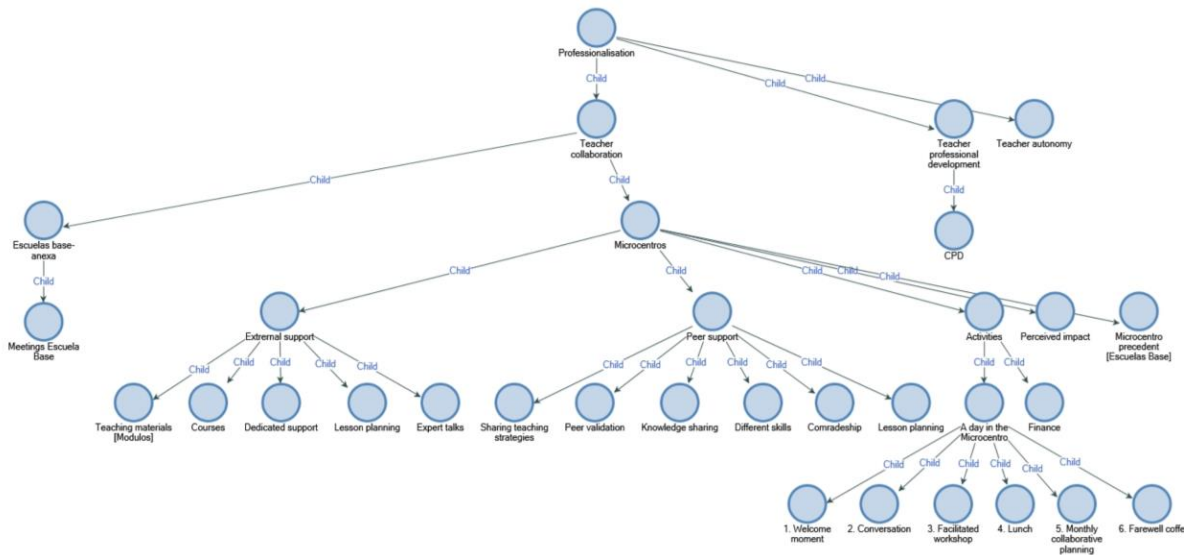 Professionalisation
Child
Child
Child
Teacher
collaboration
Teacher
professional
development
Teacher autonomy
Child
Child
Child
Escuelas base-
anexa
Microcentros
CPD
Child
Child
Child
Child
Child
Child
Meetings Escuela
Base
Extrernal support
Peer support
Activities
Perceived impact
Microcentro
precedent
[Escuelas Base]
Child
Child
Child
Child
Child
Child
Child
Child
Child
Child
Child
Child
Child
Teaching materials
[Modulos]
Courses
Dedicated support
Lesson planning
Expert talks
Sharing teaching
strategies
Peer validation
Knowledge sharing
Different skills
Comradeship
Lesson planning
A day in the
Microcentro
Finance
Child
Child
Child
Child
Child
Child
1. Welcome
moment
2. Conversation
3. Facilitated
workshop
4. Lunch
5. Monthly
collaborative
planning
6. Farewell coffe